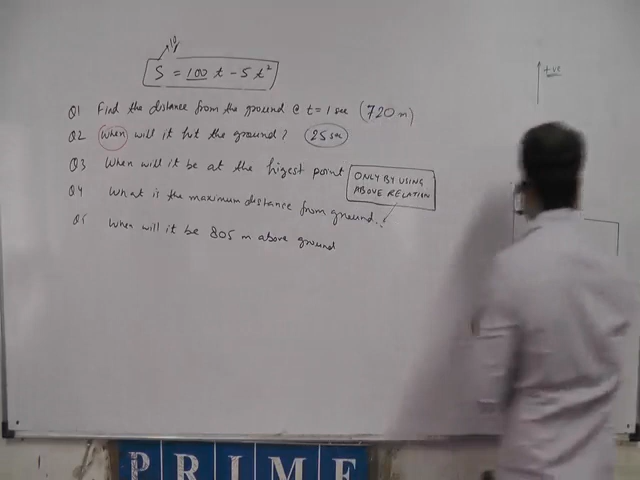 S = 100 t - 5 t²
+ve
Q1 Find the distance from the ground @ t = 1 sec (720 m)
Q2 When will it hit the ground? 25 sec
Q3 When will it be at the higest point
ONLY BY USING
ABOVE RELATION
Q4 What is the maximum distance from ground.
Q5 When will it be 805 m above ground
PRIME